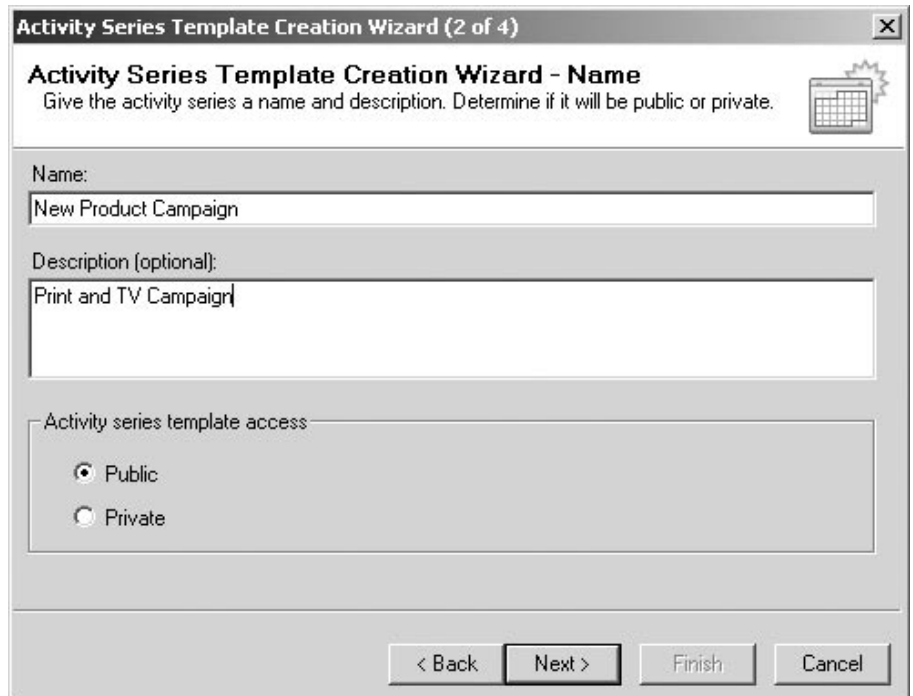 Activity Series Template Creation Wizard (2 of 4)
Activity Series Template Creation Wizard - Name
Give the activity series a name and description. Determine if it will be public or private.
Name:
New Product Campaign
Description (optional):
Print and TV Campaign
Activity series template access
Public
Private
< Back Next > Finish Cancel